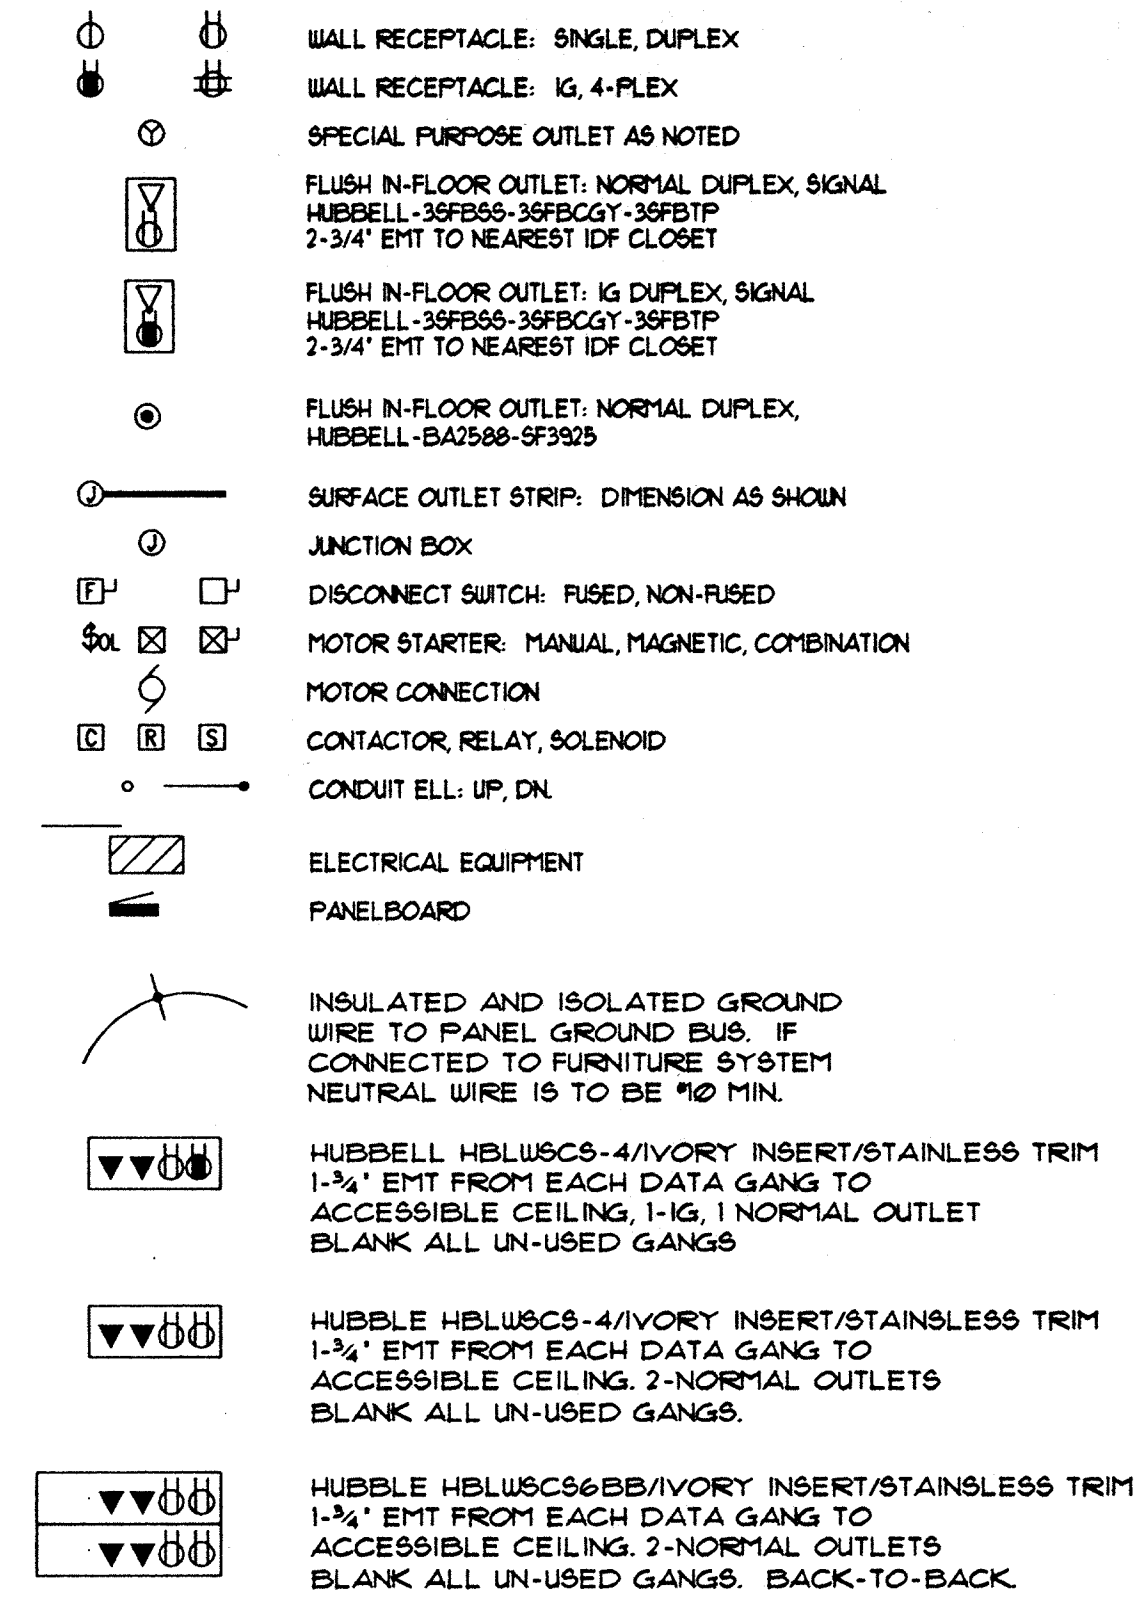 WALL RECEPTACLE: SINGLE, DUPLEX
WALL RECEPTACLE: IG, 4-PLEX
SPECIAL PURPOSE OUTLET AS NOTED
FLUSH IN-FLOOR OUTLET: NORMAL DUPLEX, SIGNAL
HUBBELL-3SFBSS-3SFBCGY-3SFBTP
2-3/4" EMT TO NEAREST IDF CLOSET
FLUSH IN-FLOOR OUTLET: IG DUPLEX, SIGNAL
HUBBELL-3SFBSS-3SFBCGY-3SFBTP
2-3/4" EMT TO NEAREST IDF CLOSET
FLUSH IN-FLOOR OUTLET: NORMAL DUPLEX,
HUBBELL-BA2588-SF3925
J SURFACE OUTLET STRIP: DIMENSION AS SHOWN
J JUNCTION BOX
F DISCONNECT SWITCH: FUSED, NON-FUSED
$OL MOTOR STARTER: MANUAL, MAGNETIC, COMBINATION
MOTOR CONNECTION
C R S CONTACTOR, RELAY, SOLENOID
CONDUIT ELL: UP, DN.
ELECTRICAL EQUIPMENT
PANELBOARD
INSULATED AND ISOLATED GROUND
WIRE TO PANEL GROUND BUS. IF
CONNECTED TO FURNITURE SYSTEM
NEUTRAL WIRE IS TO BE #10 MIN.
HUBBELL HBLWSCS-4/IVORY INSERT/STAINLESS TRIM
1-3/4" EMT FROM EACH DATA GANG TO
ACCESSIBLE CEILING, 1-IG, 1 NORMAL OUTLET
BLANK ALL UN-USED GANGS
HUBBLE HBLWSCS-4/IVORY INSERT/STAINSLESS TRIM
1-3/4" EMT FROM EACH DATA GANG TO
ACCESSIBLE CEILING. 2-NORMAL OUTLETS
BLANK ALL UN-USED GANGS.
HUBBLE HBLWSCS6BB/IVORY INSERT/STAINSLESS TRIM
1-3/4" EMT FROM EACH DATA GANG TO
ACCESSIBLE CEILING. 2-NORMAL OUTLETS
BLANK ALL UN-USED GANGS. BACK-TO-BACK.